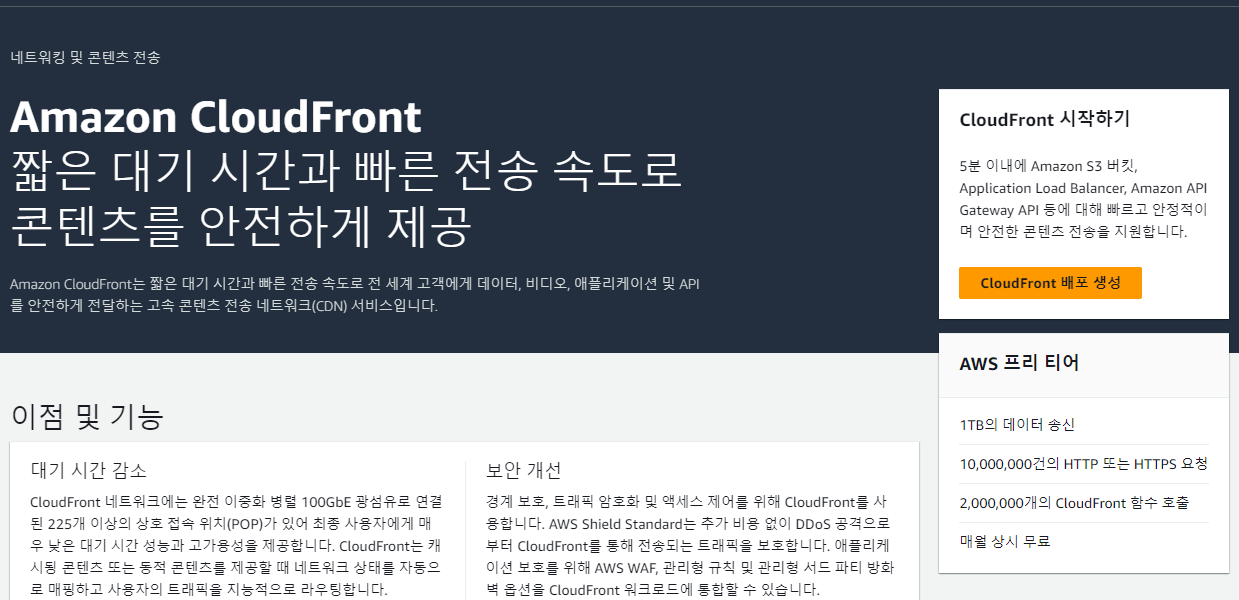 네트워킹 및 콘텐츠 전송
Amazon CloudFront
짧은 대기 시간과 빠른 전송 속도로
콘텐츠를 안전하게 제공
Amazon CloudFront는 짧은 대기 시간과 빠른 전송 속도로 전 세계 고객에게 데이터, 비디오, 애플리케이션 및 API
를 안전하게 전달하는 고속 콘텐츠 전송 네트워크(CDN) 서비스입니다.
CloudFront 시작하기
5분 이내에 Amazon S3 버킷,
Application Load Balancer, Amazon API
Gateway API 등에 대해 빠르고 안정적이
며 안전한 콘텐츠 전송을 지원합니다.
CloudFront 배포 생성
AWS 프리 티어
1TB의 데이터 송신
10,000,000건의 HTTP 또는 HTTPS 요청
2,000,000개의 CloudFront 함수 호출
매월 상시 무료
이점 및 기능
대기 시간 감소
CloudFront 네트워크에는 완전 이중화 병렬 100GbE 광섬유로 연결
된 225개 이상의 상호 접속 위치(POP)가 있어 최종 사용자에게 매
우 낮은 대기 시간 성능과 고가용성을 제공합니다. CloudFront는 캐
시된 콘텐츠 또는 동적 콘텐츠를 제공할 때 네트워크 상태를 자동으
로 매핑하고 사용자의 트래픽을 지능적으로 라우팅합니다.
보안 개선
경계 보호, 트래픽 암호화 및 액세스 제어를 위해 CloudFront를 사
용합니다. AWS Shield Standard는 추가 비용 없이 DDoS 공격으로
부터 CloudFront를 통해 전송되는 트래픽을 보호합니다. 애플리케
이션 보호를 위해 AWS WAF, 관리형 규칙 및 관리형 서드 파티 방화
벽 옵션을 CloudFront 워크로드에 통합할 수 있습니다.